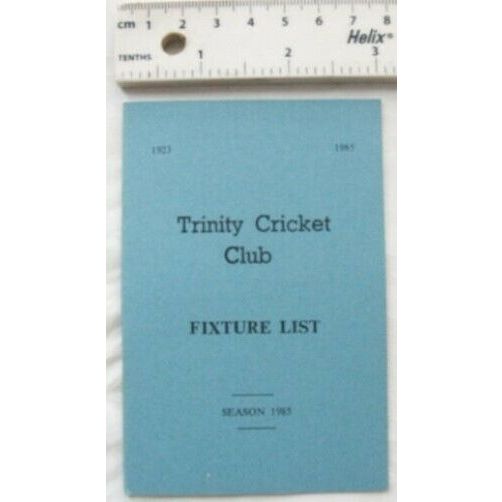 cm 1 2 3 4 5 6 7 8
Helix®
TENTHS 1 2 3
1923 1985
Trinity Cricket
Club
FIXTURE LIST
SEASON 1985